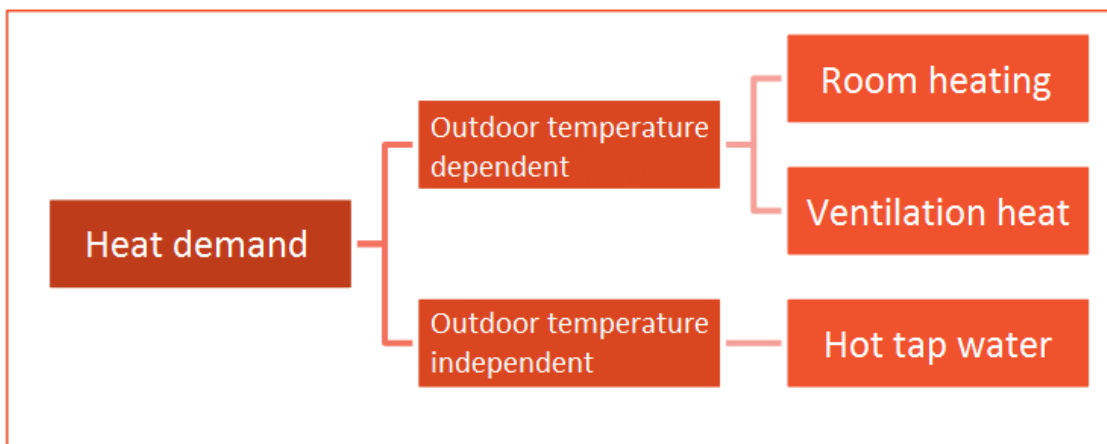 Heat demand
Outdoor temperature
dependent
Room heating
Ventilation heat
Outdoor temperature
independent
Hot tap water